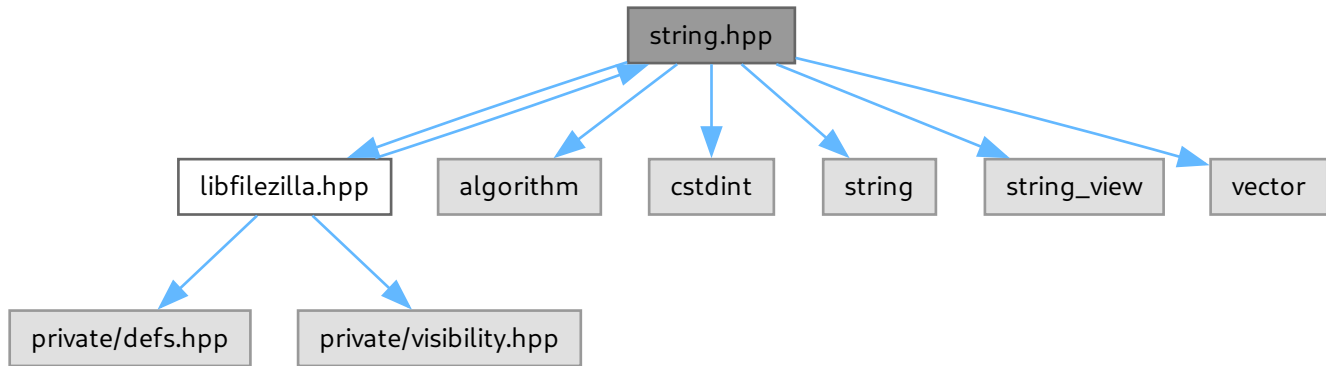 string.hpp
libfilezilla.hpp
algorithm
cstdint
string
string_view
vector
private/defs.hpp
private/visibility.hpp